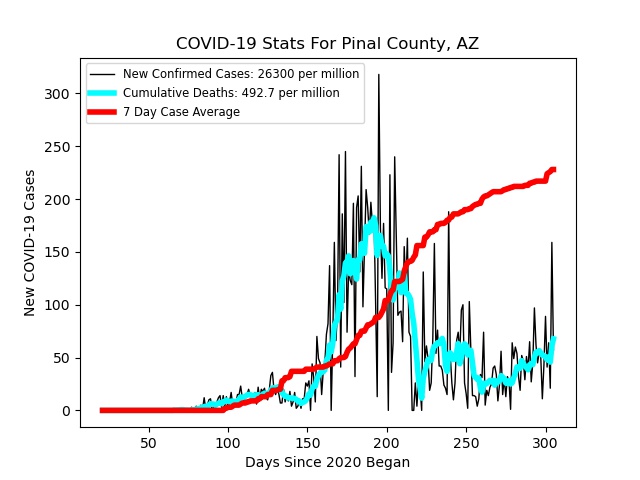 COVID-19 Stats For Pinal County, AZ
New Confirmed Cases: 26300 per million
Cumulative Deaths: 492.7 per million
7 Day Case Average
New COVID-19 Cases
300
250
200
150
100
50
0
50 100 150 200 250 300
Days Since 2020 Began